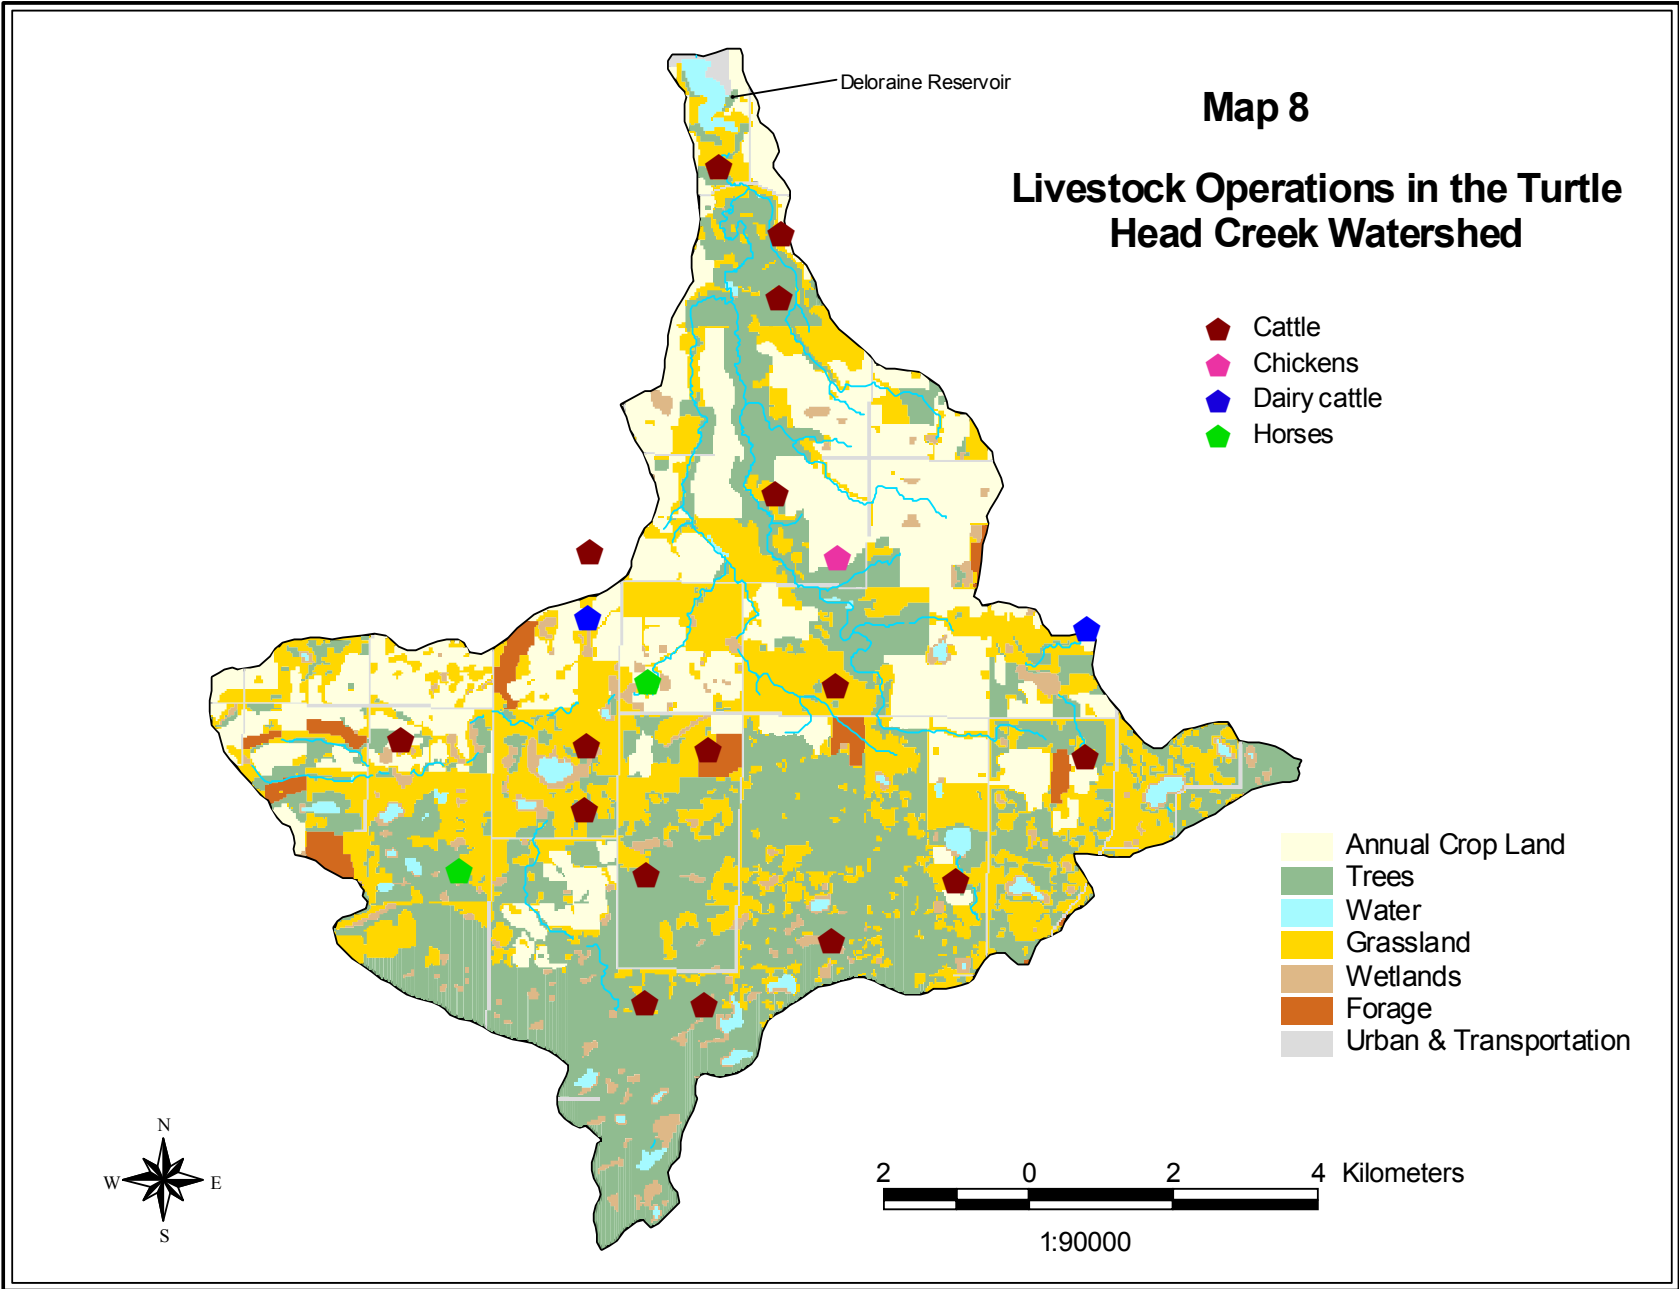 Deloraine Reservoir
Map 8
Livestock Operations in the Turtle
Head Creek Watershed
Cattle
Chickens
Dairy cattle
Horses
Annual Crop Land
Trees
Water
Grassland
Wetlands
Forage
Urban & Transportation
N
W E
S
2 0 2 4 Kilometers
1:90000